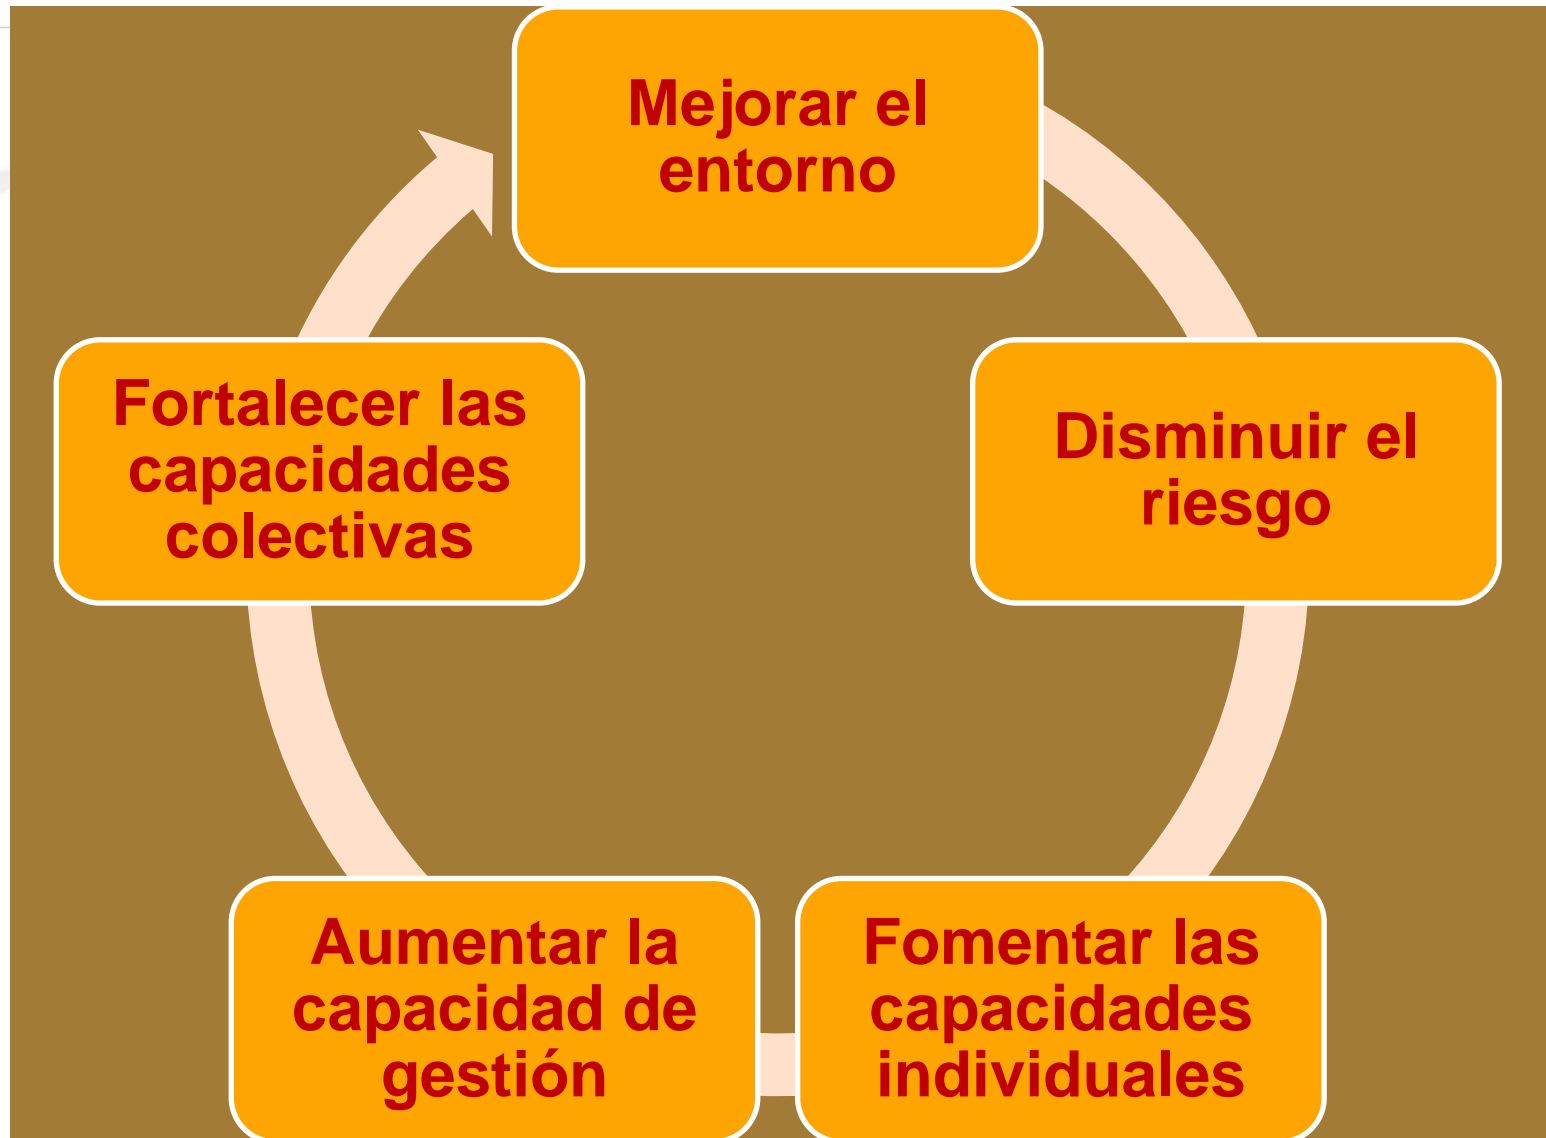 Mejorar el
entorno
Disminuir el
riesgo
Fomentar las
capacidades
individuales
Aumentar la
capacidad de
gestión
Fortalecer las
capacidades
colectivas